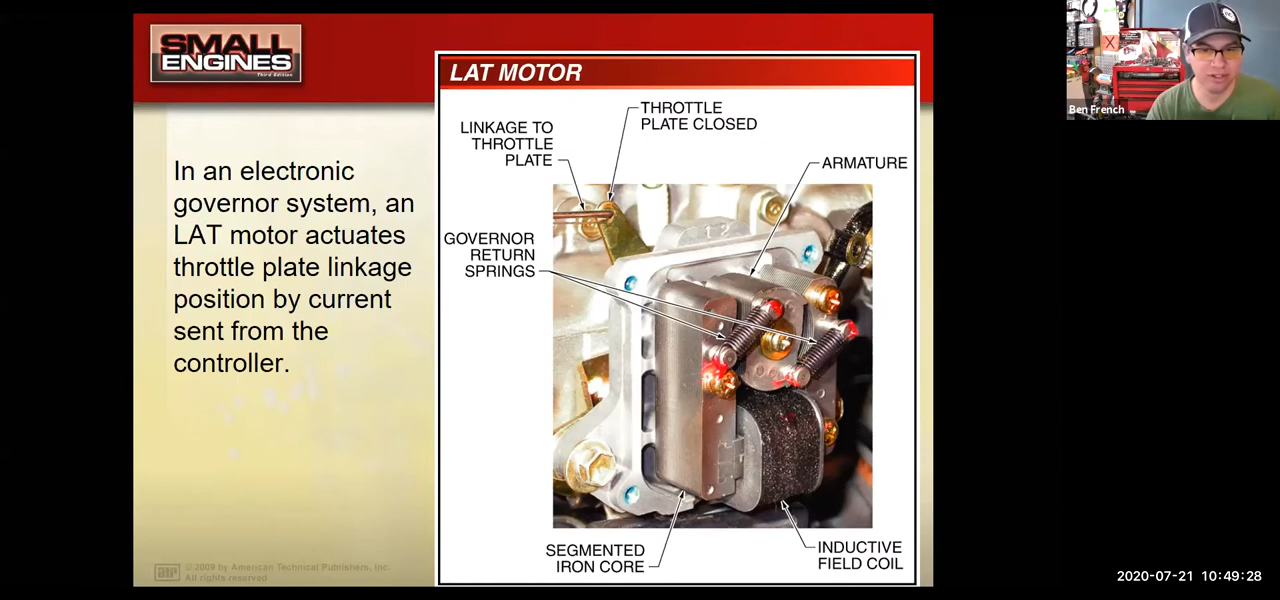 SMALL
ENGINES
Third Edition
LAT MOTOR
In an electronic
governor system, an
LAT motor actuates
throttle plate linkage
position by current
sent from the
controller.
THROTTLE
PLATE CLOSED
LINKAGE TO
THROTTLE
PLATE
ARMATURE
GOVERNOR
RETURN
SPRINGS
SEGMENTED
IRON CORE
INDUCTIVE
FIELD COIL
© 2009 by American Technical Publishers, Inc.
All rights reserved
Ben French
2020-07-21 10:49:28